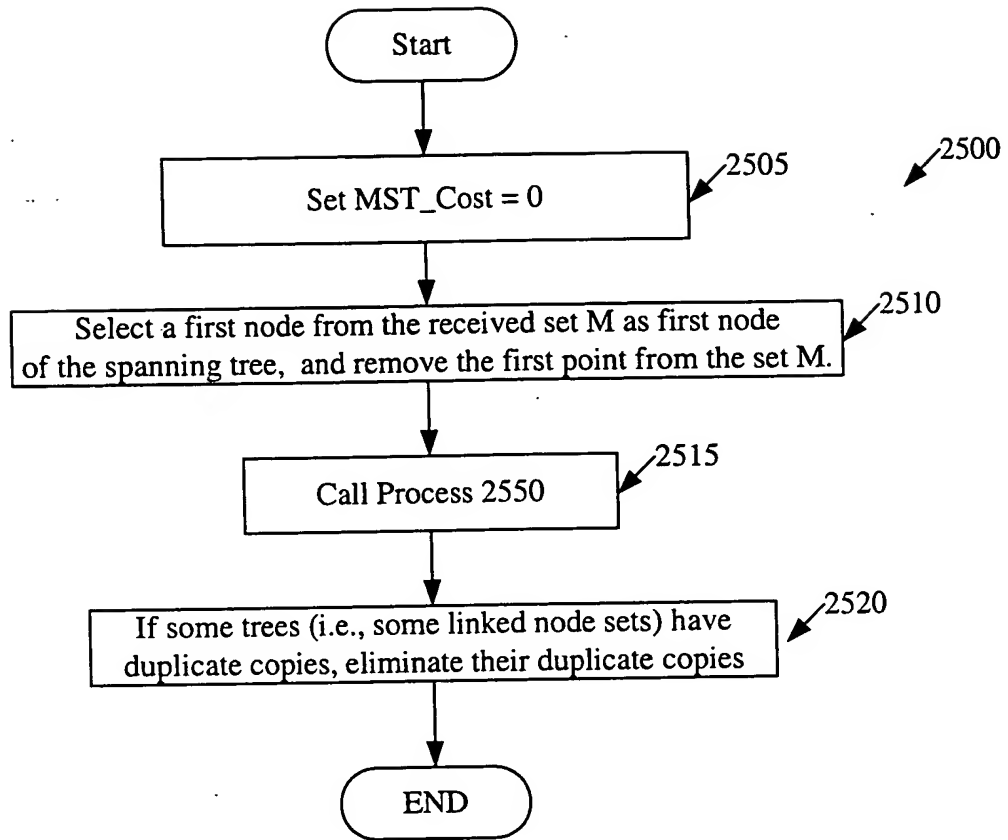 Start
2500
2505
Set MST_Cost = 0
2510
Select a first node from the received set M as first node
of the spanning tree, and remove the first point from the set M.
2515
Call Process 2550
2520
If some trees (i.e., some linked node sets) have
duplicate copies, eliminate their duplicate copies
END